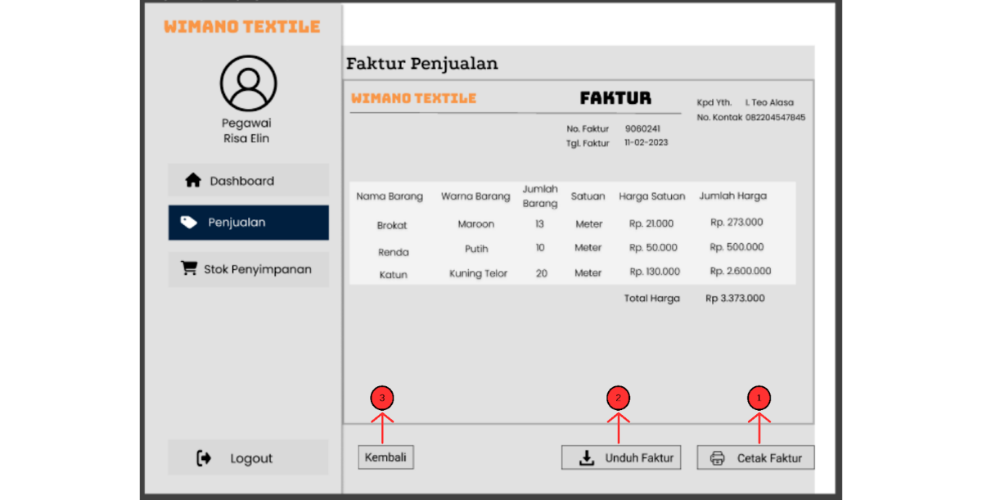 WIMANO TEXTILE
Pegawai
Risa Elin
Dashboard
Penjualan
Stok Penyimpanan
Logout
Faktur Penjualan
WIMANO TEXTILE
FAKTUR
Kpd Yth. I. Teo Alasa
No. Kontak 082204547845
No. Faktur 9060241
Tgl. Faktur 11-02-2023
Nama Barang Warna Barang Jumlah Barang Satuan Harga Satuan Jumlah Harga
Brokat Maroon 13 Meter Rp. 21.000 Rp. 273.000
Renda Putih 10 Meter Rp. 50.000 Rp. 500.000
Katun Kuning Telor 20 Meter Rp. 130.000 Rp. 2.600.000
Total Harga Rp 3.373.000
3 2 1
Kembali Unduh Faktur Cetak Faktur